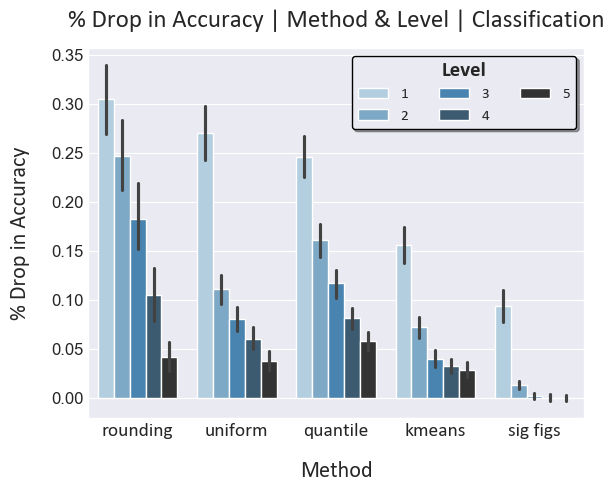 % Drop in Accuracy | Method & Level | Classification
0.35
0.30
0.25
0.20
0.15
0.10
0.05
0.00
% Drop in Accuracy
Level
1 3 5
2 4
rounding uniform quantile kmeans sig figs
Method